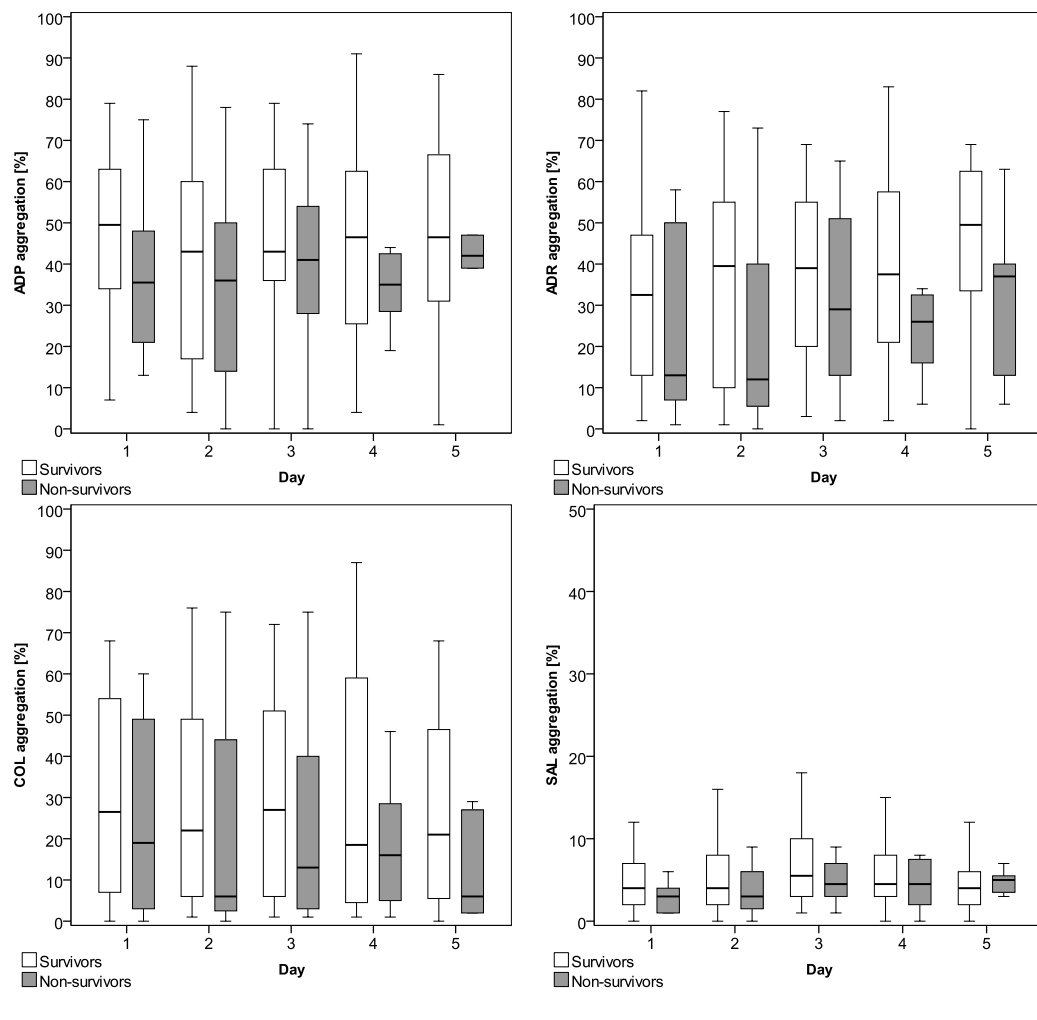 100
90
80
70
60
50
40
30
20
10
0
ADP aggregation [%]
1 2 3 4 5
Day
Survivors
Non-survivors
100
90
80
70
60
50
40
30
20
10
0
ADR aggregation [%]
1 2 3 4 5
Day
Survivors
Non-survivors
100
90
80
70
60
50
40
30
20
10
0
COL aggregation [%]
1 2 3 4 5
Day
Survivors
Non-survivors
50
40
30
20
10
0
SAL aggregation [%]
1 2 3 4 5
Day
Survivors
Non-survivors